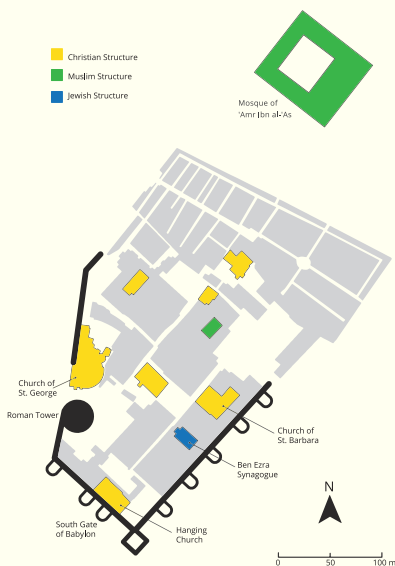 Christian Structure
Muslim Structure
Jewish Structure
Mosque of
'Amr Ibn al-'As
Church of
St. George
Roman Tower
Church of
St. Barbara
Ben Ezra
Synagogue
South Gate
of Babylon
Hanging
Church
N
0 50 100 m